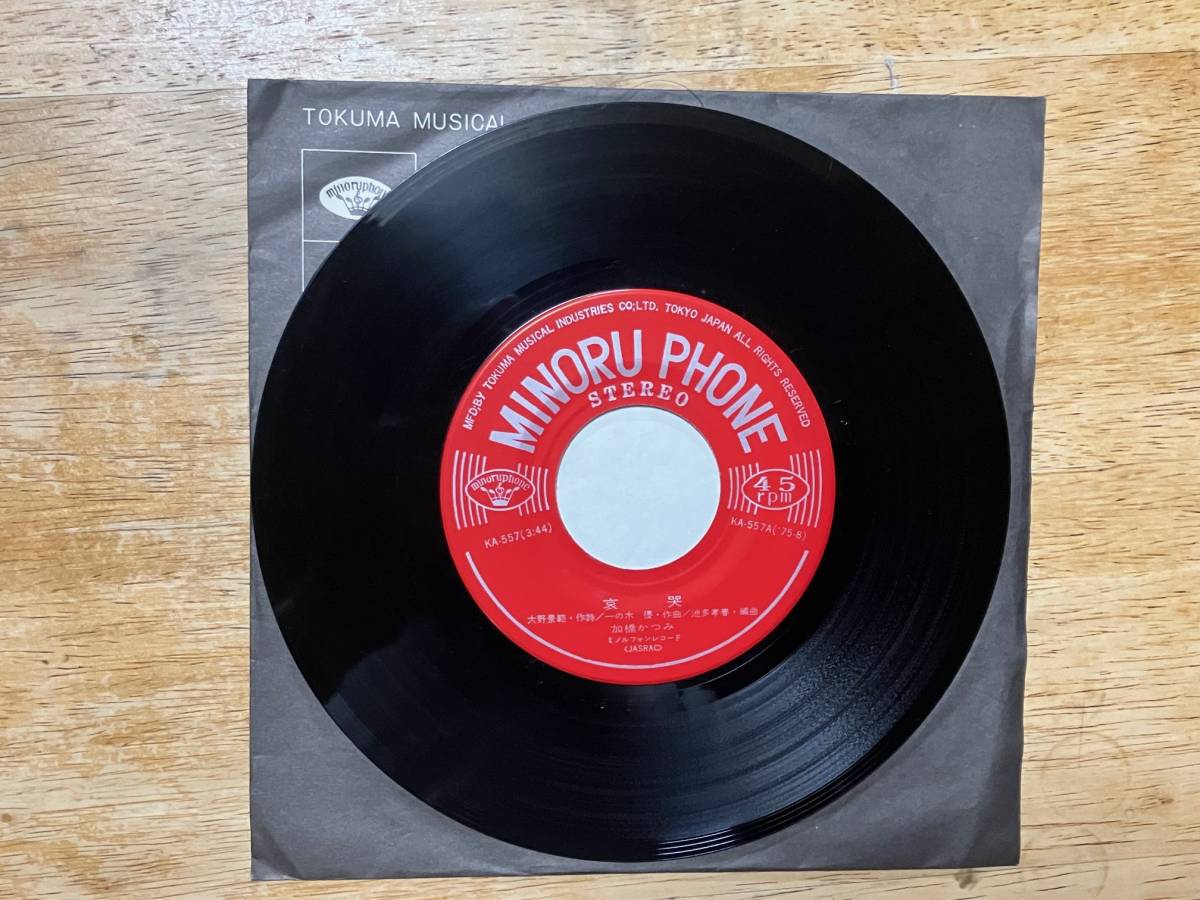 TOKUMA MUSICAL
minoryphone
MFD;BY TOKUMA MUSICAL INDUSTRIES CO;LTD. TOKYO JAPAN ALL RIGHTS RESERVED
MINORU PHONE
STEREO
minoruphone
45
rpm
KA-557(3:44)
KA-557A('75-8)
哀哭
大野景範・作詩/一の木 優・作曲/池多孝春・編曲
加橋かつみ
ミノルフォンレコード
(JASRAC)